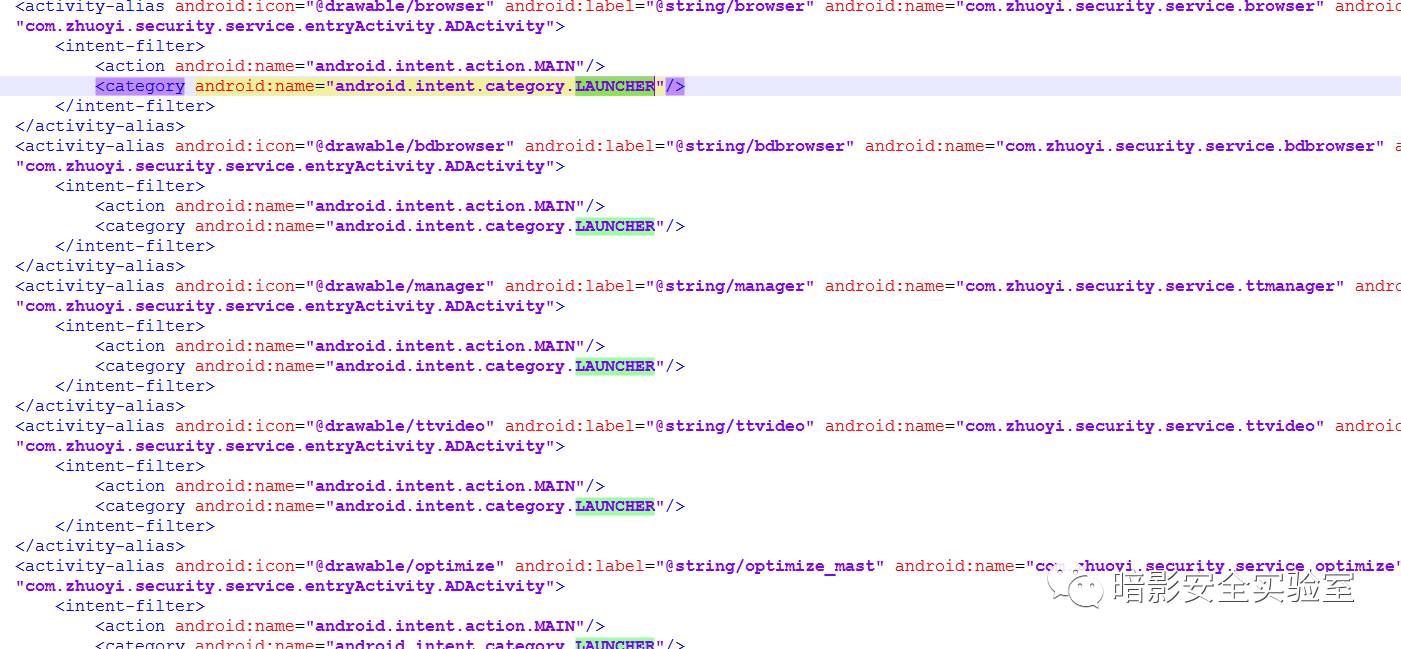 <activity-alias android:icon="@drawable/browser" android:label="@string/browser" android:name="com.zhuoyi.security.service.browser"
"com.zhuoyi.security.service.entryActivity.ADActivity">
<intent-filter>
<action android:name="android.intent.action.MAIN"/>
<category android:name="android.intent.category.LAUNCHER"/>
</intent-filter>
</activity-alias>
<activity-alias android:icon="@drawable/bdbrowser" android:label="@string/bdbrowser" android:name="com.zhuoyi.security.service.bdbrowser"
"com.zhuoyi.security.service.entryActivity.ADActivity">
<intent-filter>
<action android:name="android.intent.action.MAIN"/>
<category android:name="android.intent.category.LAUNCHER"/>
</intent-filter>
</activity-alias>
<activity-alias android:icon="@drawable/manager" android:label="@string/manager" android:name="com.zhuoyi.security.service.ttmanager"
"com.zhuoyi.security.service.entryActivity.ADActivity">
<intent-filter>
<action android:name="android.intent.action.MAIN"/>
<category android:name="android.intent.category.LAUNCHER"/>
</intent-filter>
</activity-alias>
<activity-alias android:icon="@drawable/ttvideo" android:label="@string/ttvideo" android:name="com.zhuoyi.security.service.ttvideo"
"com.zhuoyi.security.service.entryActivity.ADActivity">
<intent-filter>
<action android:name="android.intent.action.MAIN"/>
<category android:name="android.intent.category.LAUNCHER"/>
</intent-filter>
</activity-alias>
<activity-alias android:icon="@drawable/optimize" android:label="@string/optimize_mast" android:name="com.zhuoyi.security.service.optimize"
"com.zhuoyi.security.service.entryActivity.ADActivity">
暗影安全实验室
<intent-filter>
<action android:name="android.intent.action.MAIN"/>
<category android:name="android.intent.category.LAUNCHER"/>